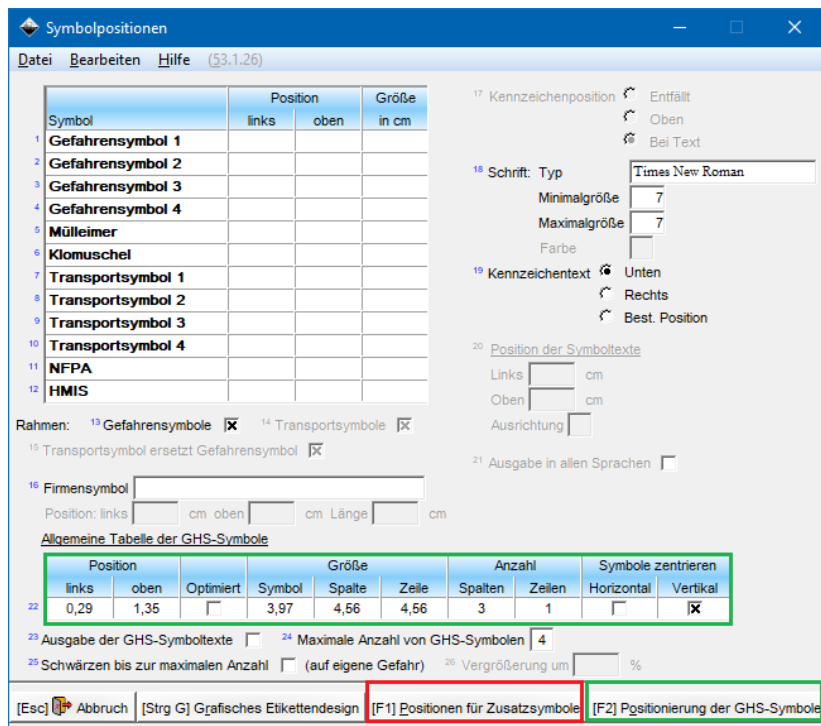 Symbolpositionen
Datei Bearbeiten Hilfe (53.1.26)
Position Größe
Symbol links oben in cm
1 Gefahrensymbol 1
2 Gefahrensymbol 2
3 Gefahrensymbol 3
4 Gefahrensymbol 4
5 Mülleimer
6 Klomuschel
7 Transportsymbol 1
8 Transportsymbol 2
9 Transportsymbol 3
10 Transportsymbol 4
11 NFPA
12 HMIS
Rahmen: 13 Gefahrensymbole 14 Transportsymbole
15 Transportsymbol ersetzt Gefahrensymbol
16 Firmensymbol
Position: links cm oben cm Länge cm
17 Kennzeichenposition Entfällt
Oben
Bei Text
18 Schrift: Typ Times New Roman
Minimalgröße 7
Maximalgröße 7
Farbe
19 Kennzeichentext Unten
Rechts
Best. Position
20 Position der Symboltexte
Links cm
Oben cm
Ausrichtung
21 Ausgabe in allen Sprachen
Allgemeine Tabelle der GHS-Symbole
Position Größe Anzahl Symbole zentrieren
links oben Optimiert Symbol Spalte Zeile Spalten Zeilen Horizontal Vertikal
22 0,29 1,35 3,97 4,56 4,56 3 1
23 Ausgabe der GHS-Symboltexte 24 Maximale Anzahl von GHS-Symbolen 4
25 Schwärzen bis zur maximalen Anzahl (auf eigene Gefahr) 26 Vergrößerung um %
[Esc] Abbruch [Strg G] Grafisches Etikettendesign [F1] Positionen für Zusatzsymbole [F2] Positionierung der GHS-Symbole